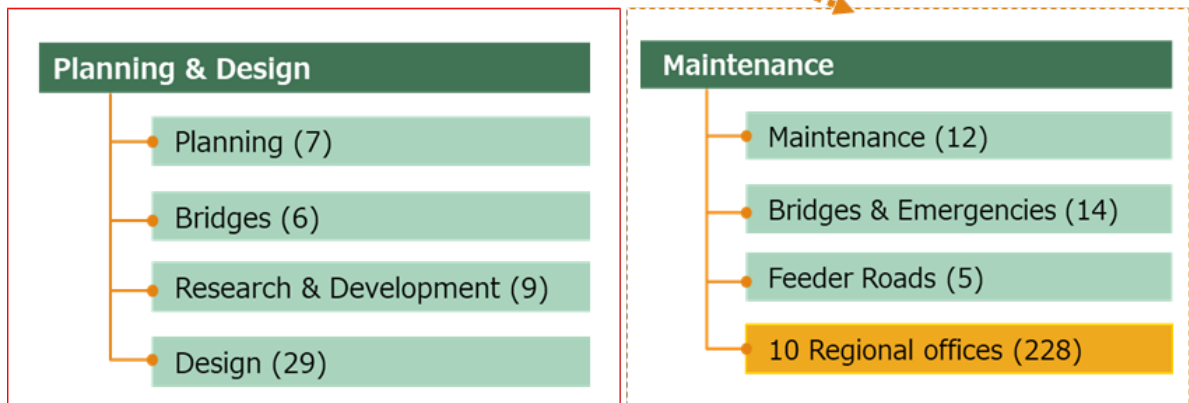 Planning & Design
Planning (7)
Bridges (6)
Research & Development (9)
Design (29)
Maintenance
Maintenance (12)
Bridges & Emergencies (14)
Feeder Roads (5)
10 Regional offices (228)